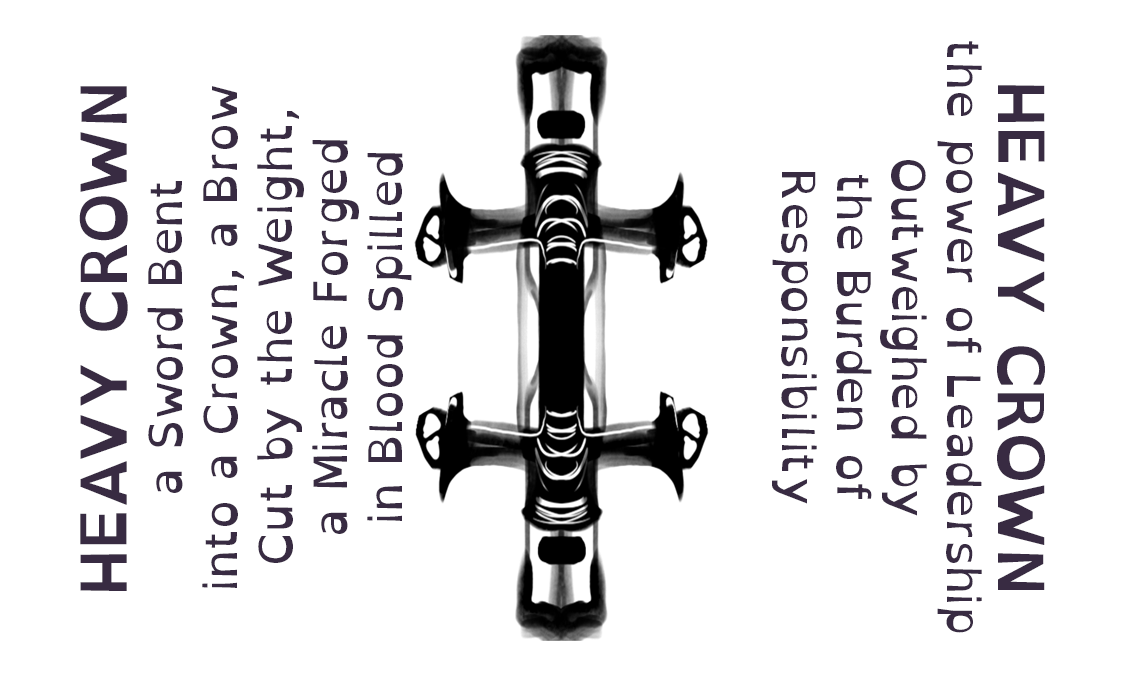 HEAVY CROWN
a Sword Bent
into a Crown, a Brow
Cut by the Weight,
a Miracle Forged
in Blood Spilled
HEAVY CROWN
the power of Leadership
Outweighed by
the Burden of
Responsibility